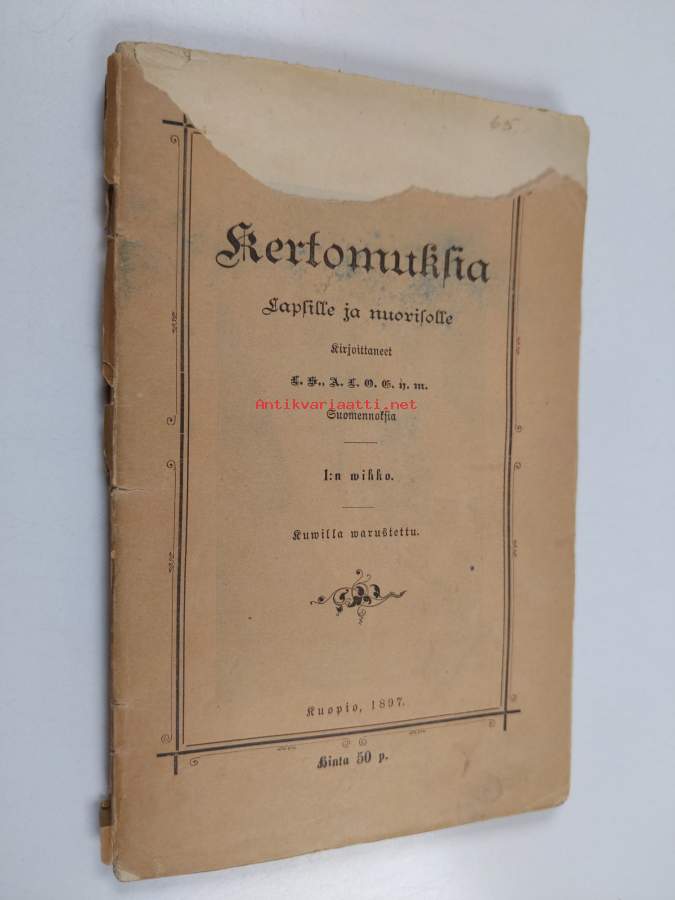 65
Kertomuksia
Lapsille ja nuorisolle
Kirjoittaneet
L. H., A. L. O. E. y. m.
Antikvariaatti.net
Suomennoksia
I:n wihko.
Kuwilla warustettu.
Kuopio, 1897.
Hinta 50 p.